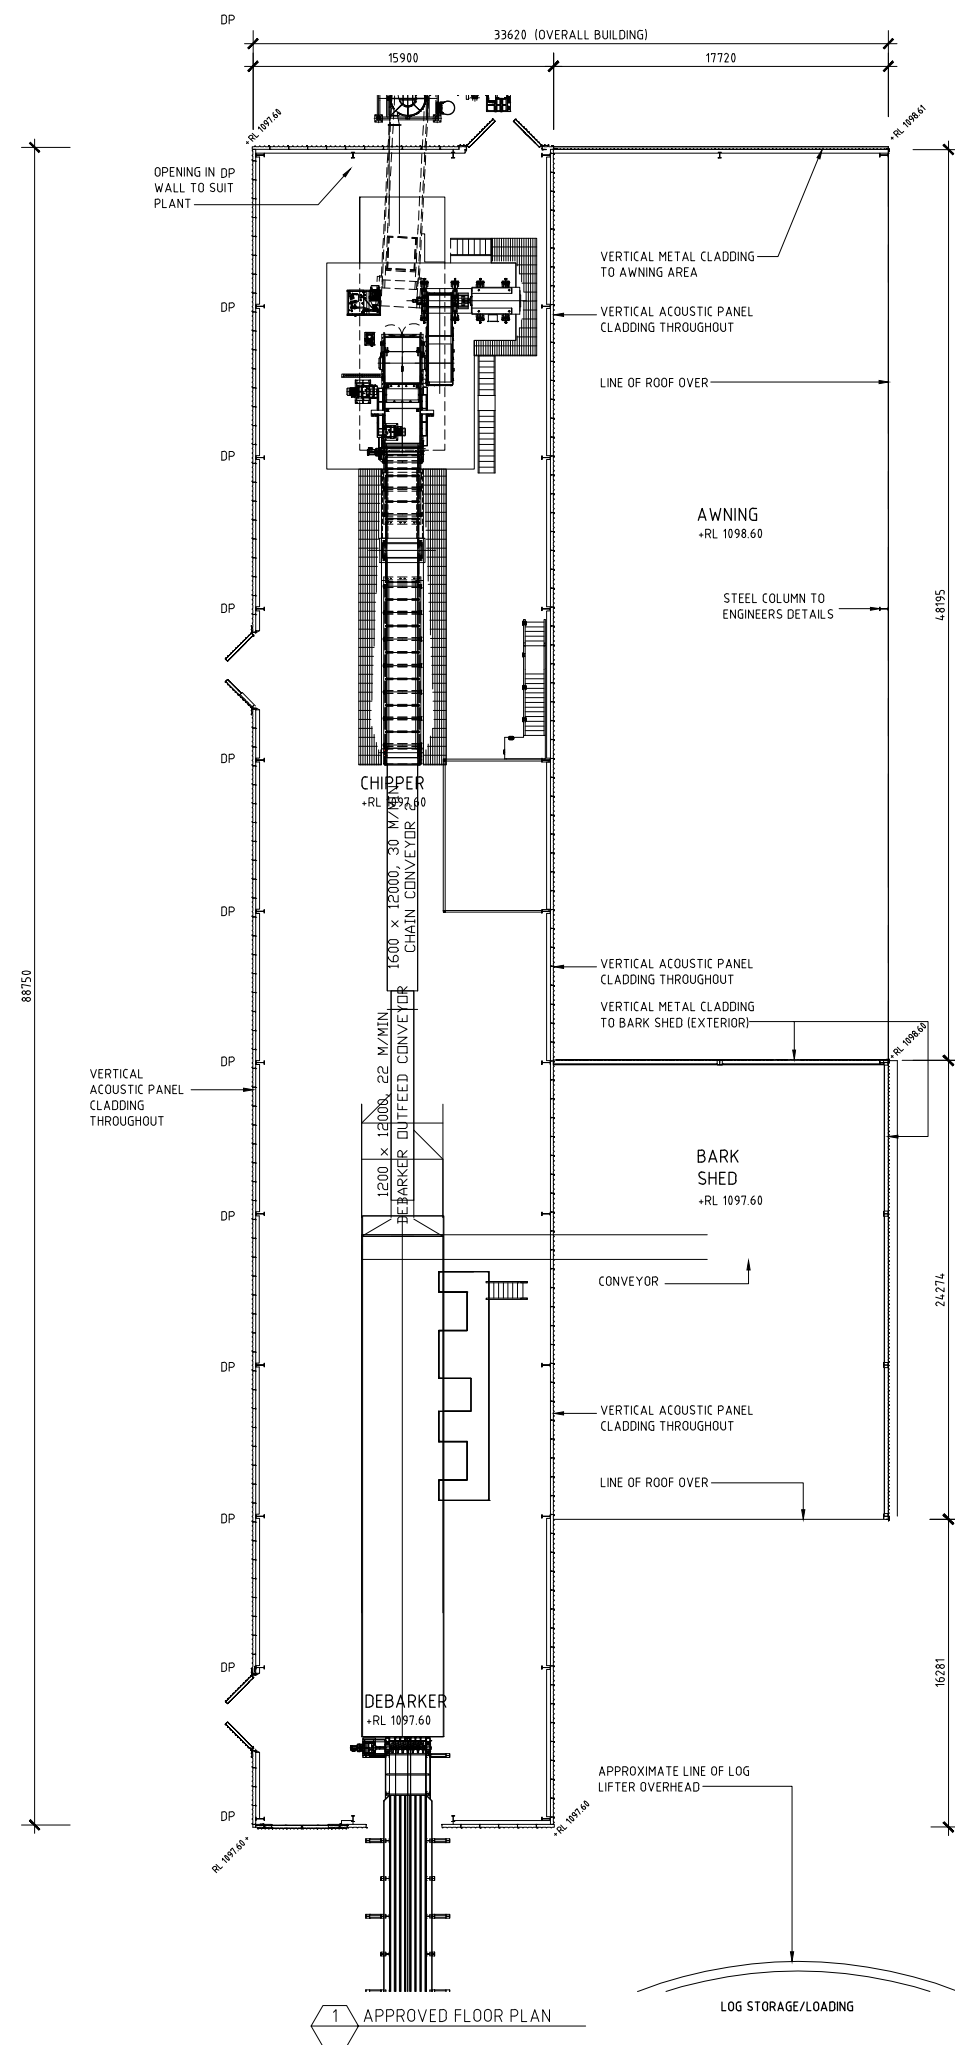 DP
33620 (OVERALL BUILDING)
15900
17720
+RL 1097.60
+RL 1098.61
OPENING IN
WALL TO SUIT
PLANT
DP
VERTICAL METAL CLADDING
TO AWNING AREA
DP
VERTICAL ACOUSTIC PANEL
CLADDING THROUGHOUT
LINE OF ROOF OVER
DP
AWNING
+RL 1098.60
DP
STEEL COLUMN TO
ENGINEERS DETAILS
48195
DP
CHIPPER
+RL 1097.60
1600 x 12000, 30 M/MIN
CHAIN CONVEYOR 2
DP
88750
VERTICAL ACOUSTIC PANEL
CLADDING THROUGHOUT
VERTICAL METAL CLADDING
TO BARK SHED (EXTERIOR)
+RL 1098.60
DP
VERTICAL
ACOUSTIC PANEL
CLADDING
THROUGHOUT
1200 x 12000, 22 M/MIN
DEBARKER OUTFEED CONVEYOR
BARK
SHED
+RL 1097.60
DP
CONVEYOR
24274
DP
VERTICAL ACOUSTIC PANEL
CLADDING THROUGHOUT
LINE OF ROOF OVER
DP
DP
16281
DEBARKER
+RL 1097.60
APPROXIMATE LINE OF LOG
LIFTER OVERHEAD
DP
RL 1097.60 +
+RL 1097.60
LOG STORAGE/LOADING
1 APPROVED FLOOR PLAN